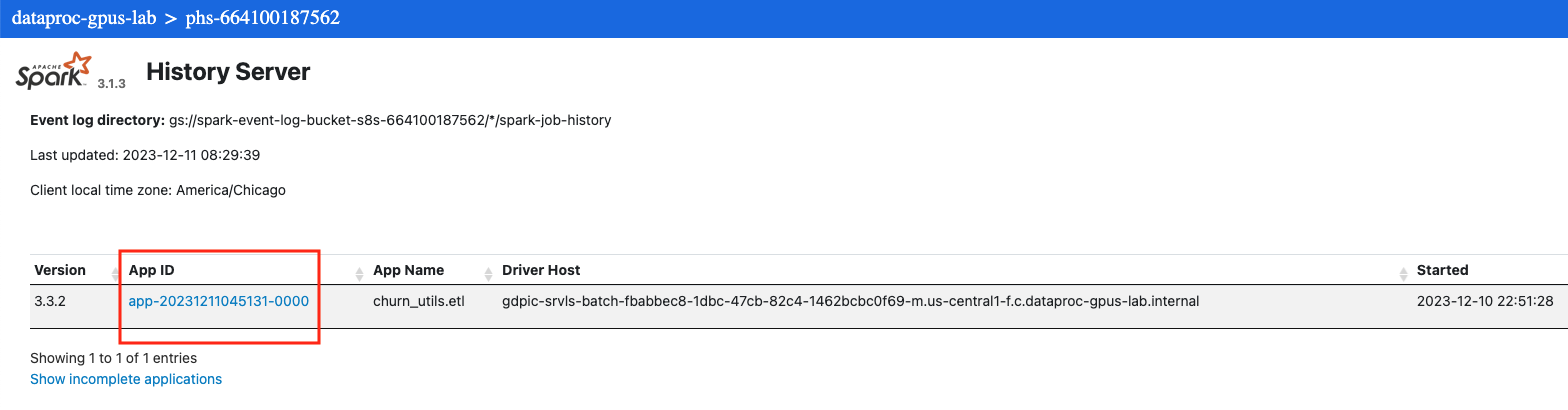 dataproc-gpus-lab > phs-664100187562
APACHE
Spark 3.1.3 History Server
Event log directory: gs://spark-event-log-bucket-s8s-664100187562/*/spark-job-history
Last updated: 2023-12-11 08:29:39
Client local time zone: America/Chicago
Version App ID App Name Driver Host Started
3.3.2 app-20231211045131-0000 churn_utils.etl gdpic-srvls-batch-fbabbec8-1dbc-47cb-82c4-1462bcbc0f69-m.us-central1-f.c.dataproc-gpus-lab.internal 2023-12-10 22:51:28
Showing 1 to 1 of 1 entries
Show incomplete applications